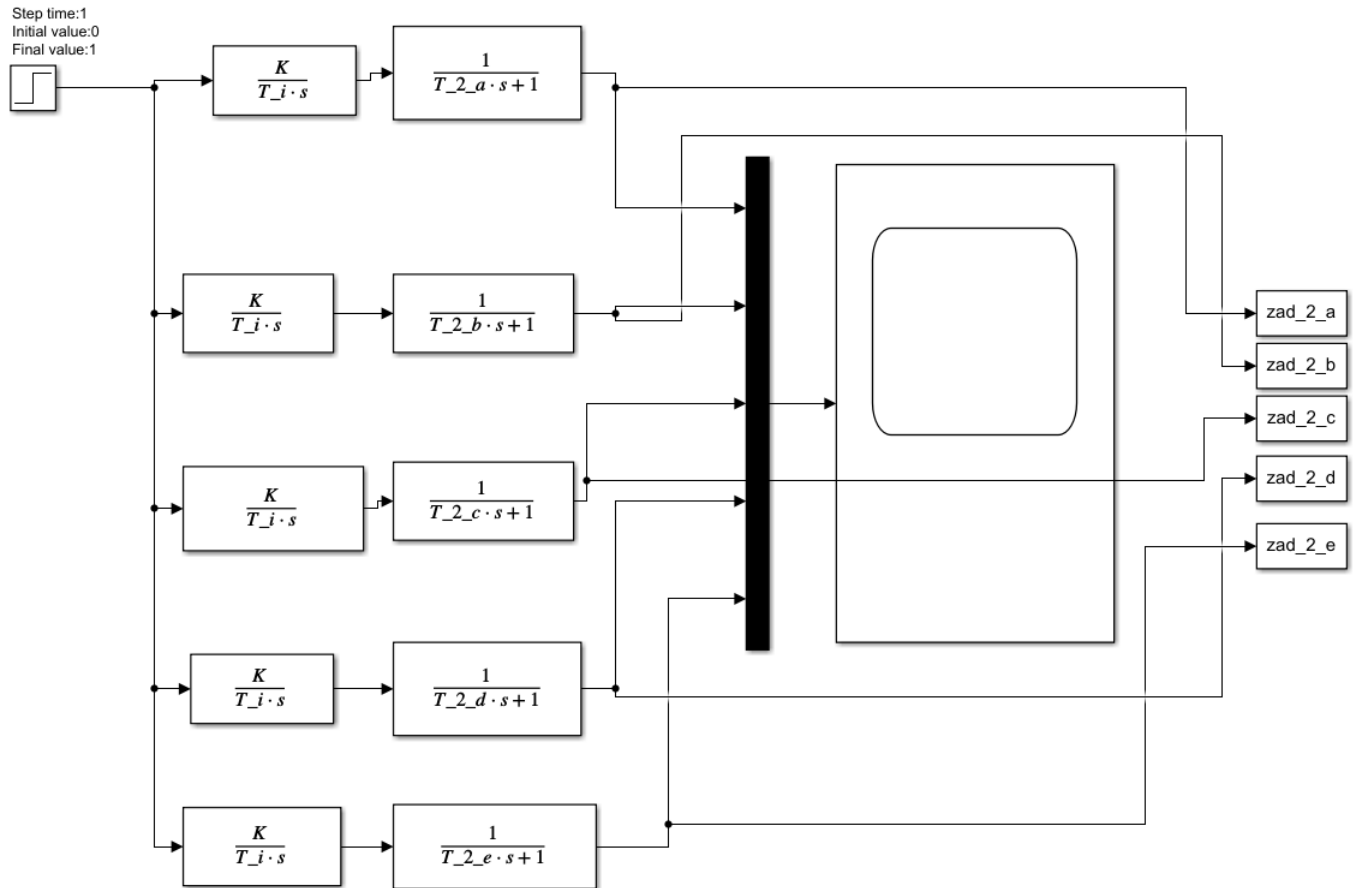 Step time:1
Initial value:0
Final value:1
K
T_i · s
1
T_2_a · s + 1
K
T_i · s
1
T_2_b · s + 1
K
T_i · s
1
T_2_c · s + 1
K
T_i · s
1
T_2_d · s + 1
K
T_i · s
1
T_2_e · s + 1
zad_2_a
zad_2_b
zad_2_c
zad_2_d
zad_2_e